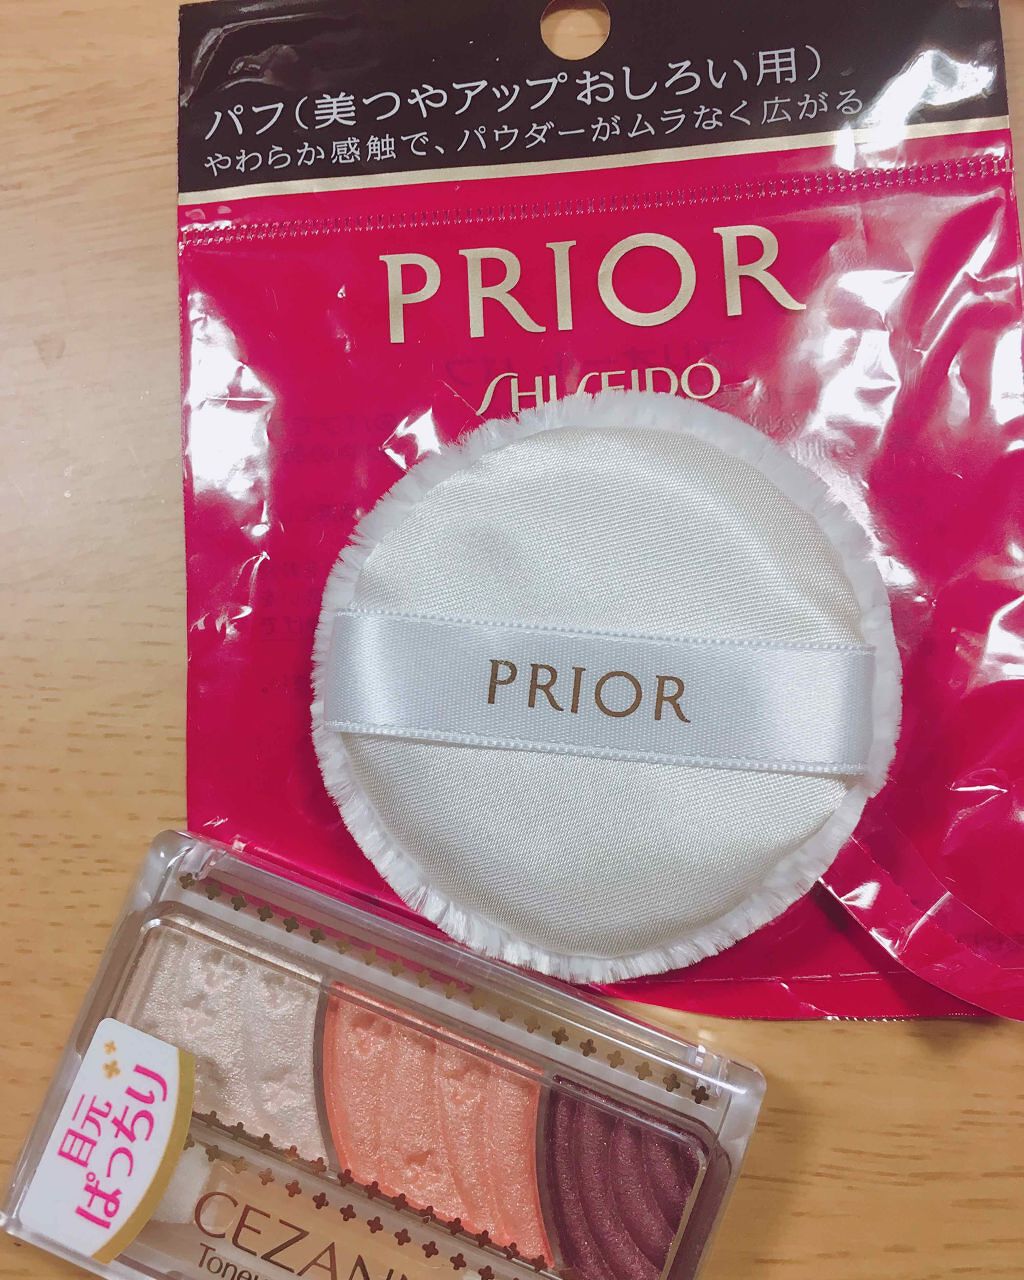 パフ(美つやアップおしろい用)
やわらか感触で、パウダーがムラなく広がる
PRIOR
SHISEIDO
PRIOR
目元
ぱっちり
CEZANN
Tone